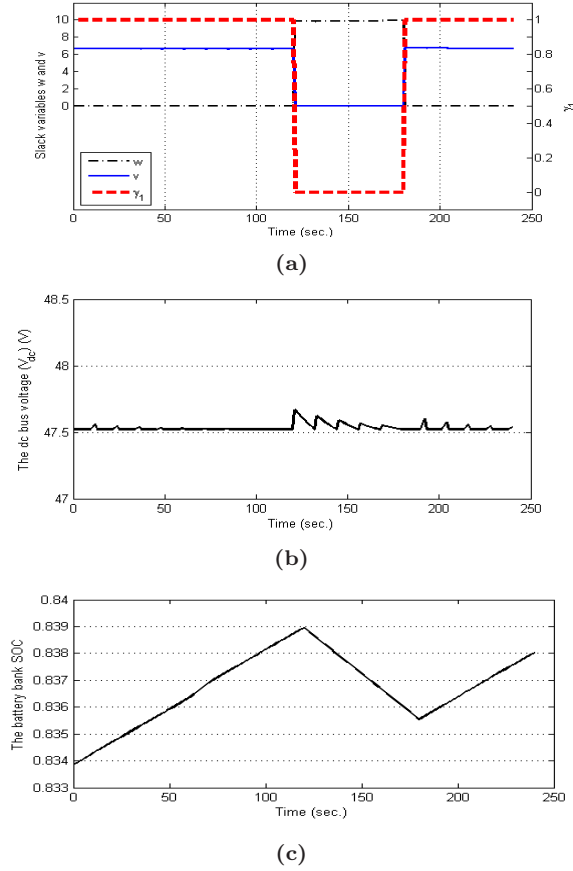 10
8
6
4
2
0
Slack variables w and v
1
0.8
0.6
0.4
0.2
0
γ1
w
v
γ1
0 50 100 150 200 250
Time (sec.)
(a)
48.5
48
47.5
47
The dc bus voltage (Vdc) (V)
0 50 100 150 200 250
Time (sec.)
(b)
0.84
0.839
0.838
0.837
0.836
0.835
0.834
0.833
The battery bank SOC
0 50 100 150 200 250
Time (sec.)
(c)